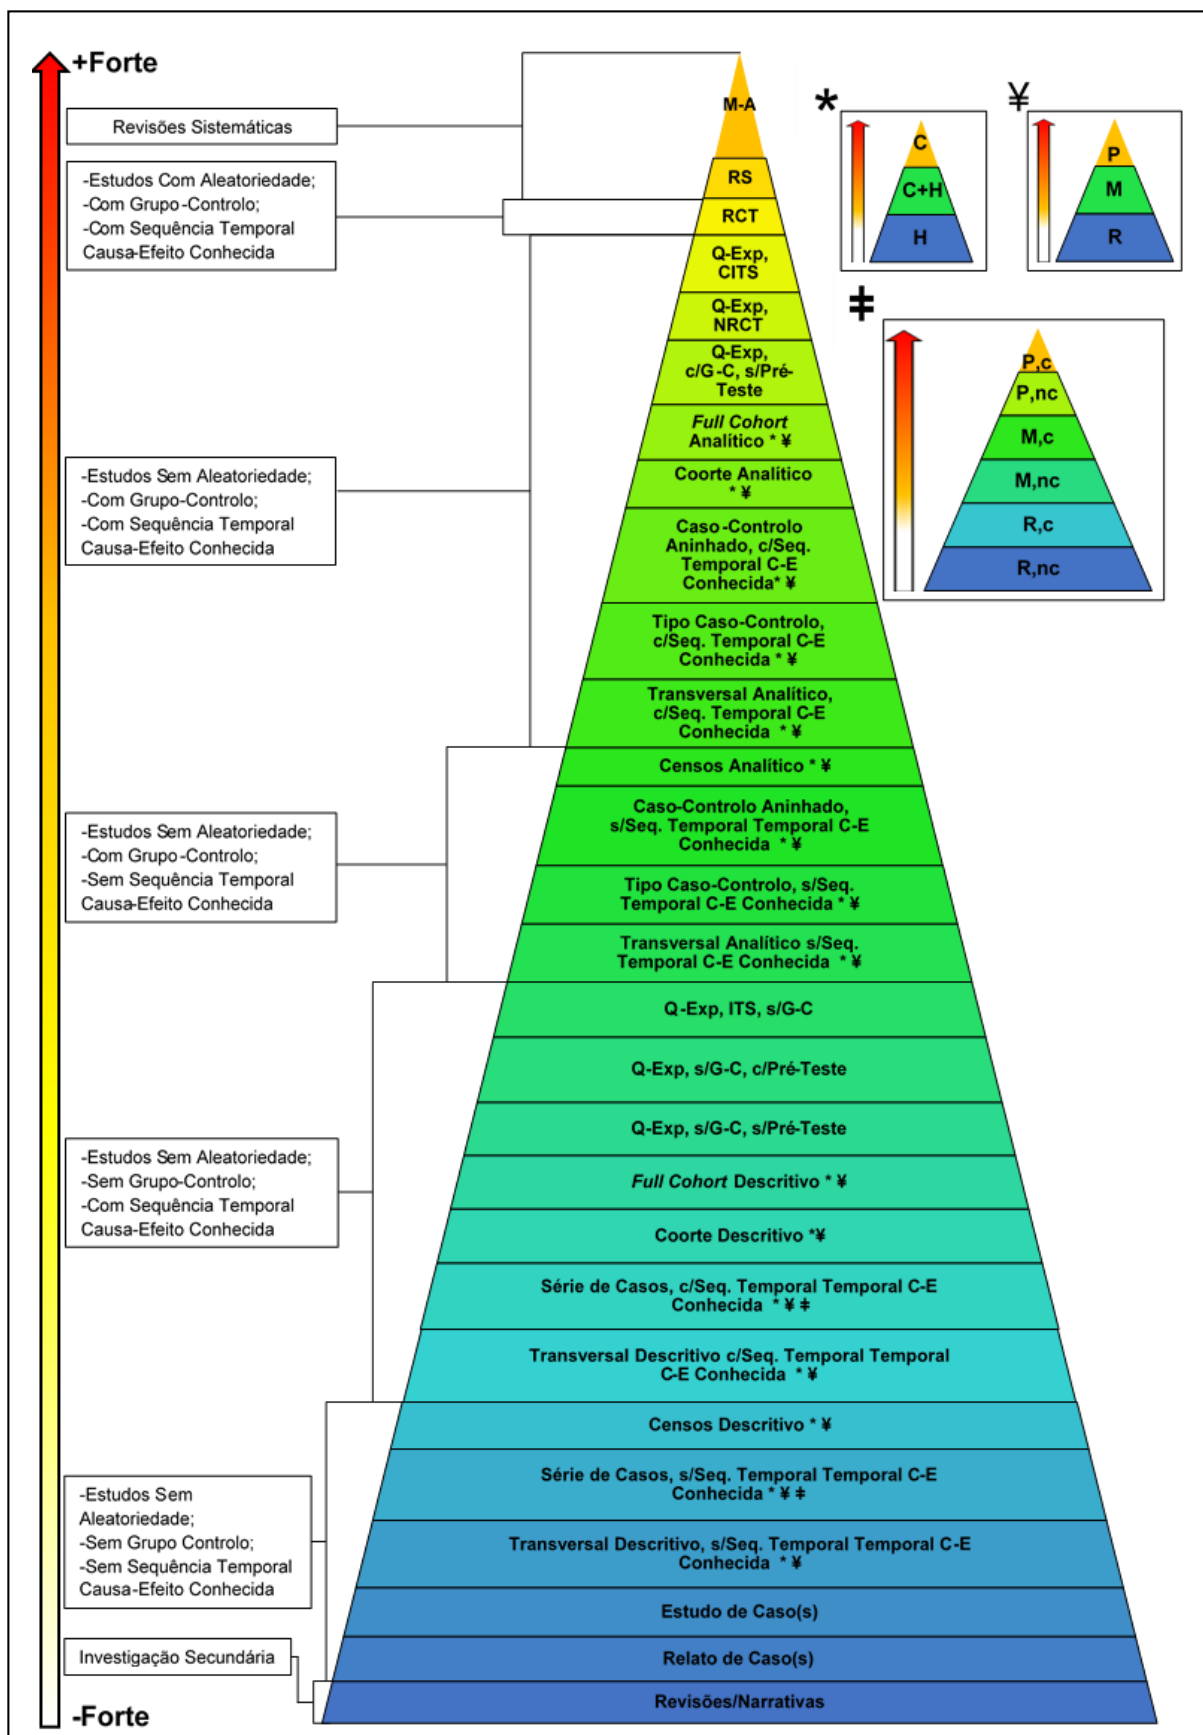 +Forte
Revisões Sistemáticas
-Estudos Com Aleatoriedade;
-Com Grupo-Controlo;
-Com Sequência Temporal
Causa-Efeito Conhecida
-Estudos Sem Aleatoriedade;
-Com Grupo-Controlo;
-Com Sequência Temporal
Causa-Efeito Conhecida
-Estudos Sem Aleatoriedade;
-Com Grupo-Controlo;
-Sem Sequência Temporal
Causa-Efeito Conhecida
-Estudos Sem Aleatoriedade;
-Sem Grupo-Controlo;
-Com Sequência Temporal
Causa-Efeito Conhecida
-Estudos Sem
Aleatoriedade;
-Sem Grupo Controlo;
-Sem Sequência Temporal
Causa-Efeito Conhecida
Investigação Secundária
-Forte
M-A
RS
RCT
Q-Exp,
CITS
Q-Exp,
NRCT
Q-Exp,
c/G-C, s/Pré-
Teste
Full Cohort
Analítico * ¥
Coorte Analítico
* ¥
Caso-Controlo
Aninhado, c/Seq.
Temporal C-E
Conhecida* ¥
Tipo Caso-Controlo,
c/Seq. Temporal C-E
Conhecida * ¥
Transversal Analítico,
c/Seq. Temporal C-E
Conhecida * ¥
Censos Analítico * ¥
Caso-Controlo Aninhado,
s/Seq. Temporal Temporal C-E
Conhecida * ¥
Tipo Caso-Controlo, s/Seq.
Temporal C-E Conhecida * ¥
Transversal Analítico s/Seq.
Temporal C-E Conhecida * ¥
Q-Exp, ITS, s/G-C
Q-Exp, s/G-C, c/Pré-Teste
Q-Exp, s/G-C, s/Pré-Teste
Full Cohort Descritivo * ¥
Coorte Descritivo *¥
Série de Casos, c/Seq. Temporal Temporal C-E
Conhecida * ¥ ǂ
Transversal Descritivo c/Seq. Temporal Temporal
C-E Conhecida * ¥
Censos Descritivo * ¥
Série de Casos, s/Seq. Temporal Temporal C-E
Conhecida * ¥ ǂ
Transversal Descritivo, s/Seq. Temporal Temporal C-E
Conhecida * ¥
Estudo de Caso(s)
Relato de Caso(s)
Revisões/Narrativas
*
C
C+H
H
¥
P
M
R
ǂ
P,c
P,nc
M,c
M,nc
R,c
R,nc